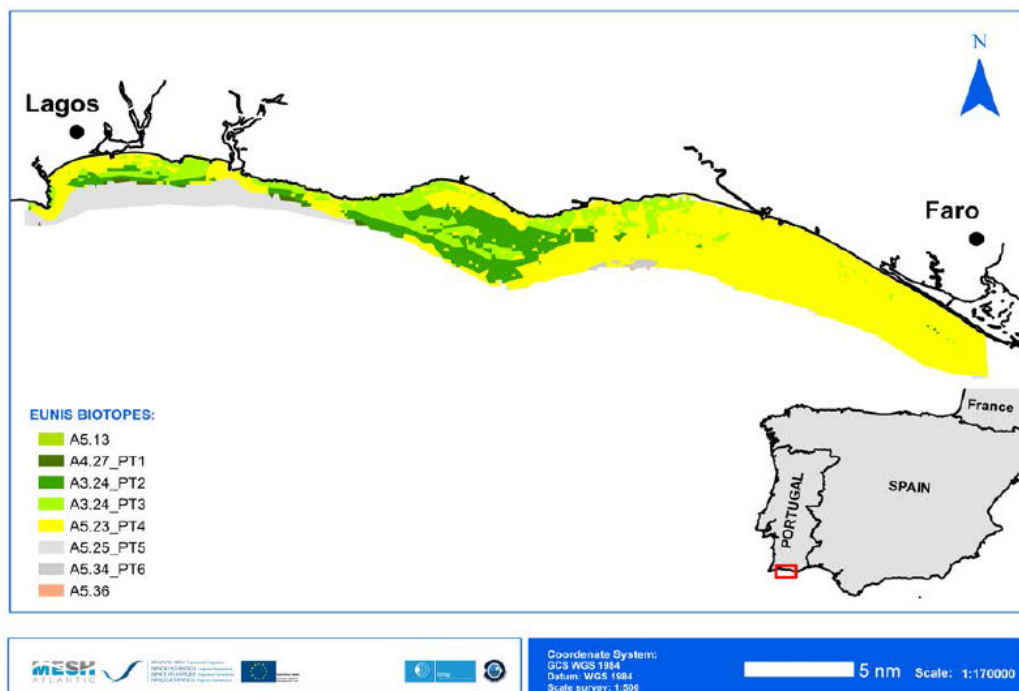 N
Lagos
Faro
EUNIS BIOTOPES:
A5.13
A4.27_PT1
A3.24_PT2
A3.24_PT3
A5.23_PT4
A5.25_PT5
A5.34_PT6
A5.36
France
SPAIN
PORTUGAL
MESH
ATLANTIC
Coordenate System:
GCS WGS 1984
Datum: WGS 1984
Scale survey: 1:500
5 nm Scale: 1:170000